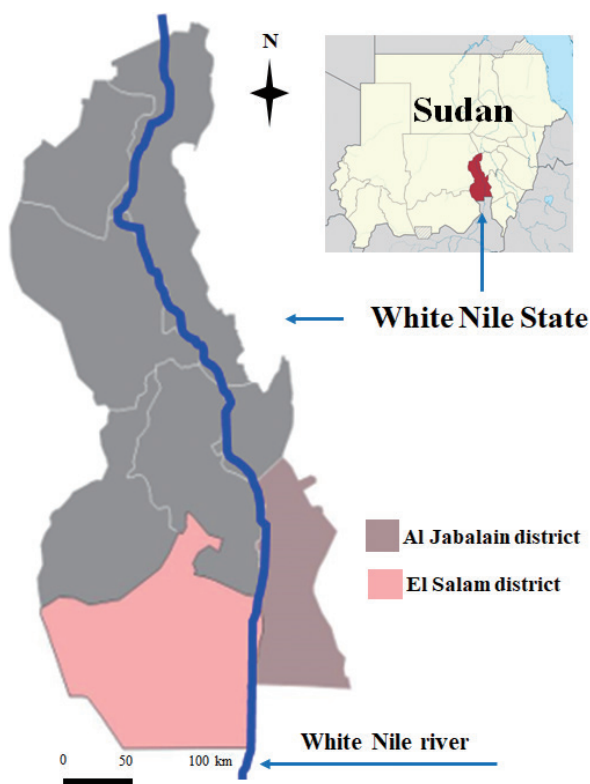 N
Sudan
White Nile State
Al Jabalain district
El Salam district
White Nile river
0 50 100 km